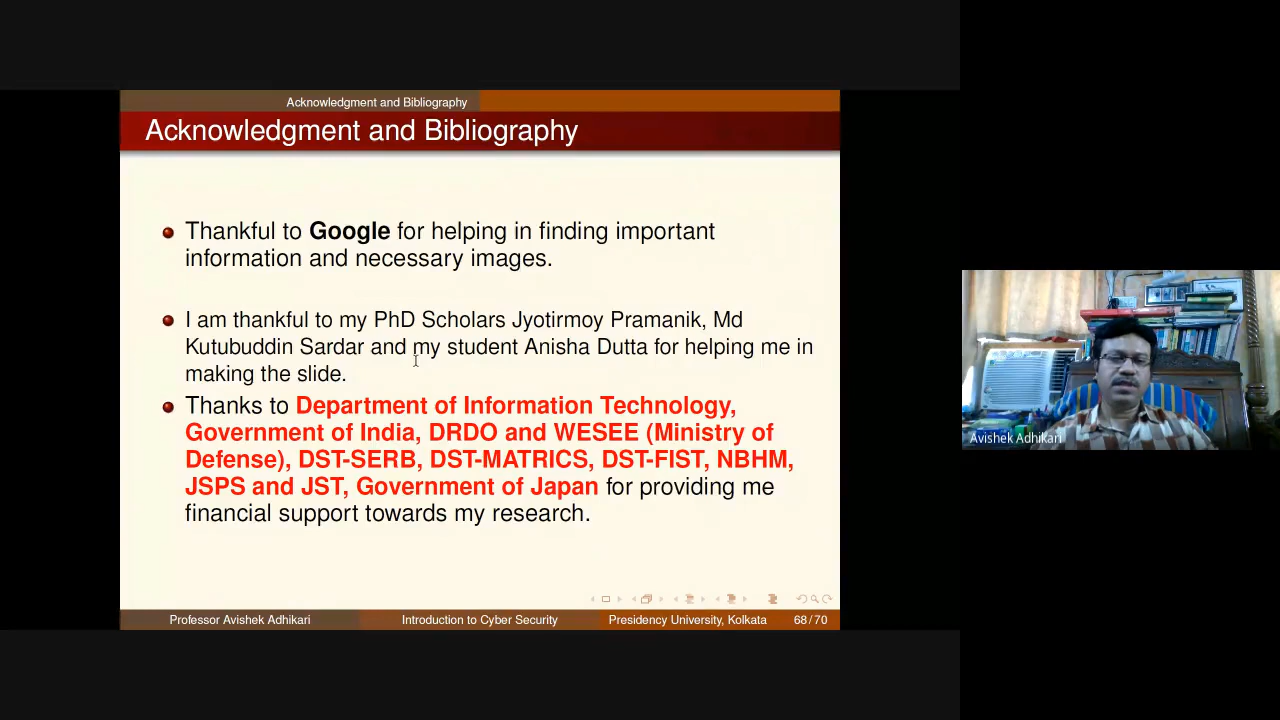 Acknowledgment and Bibliography
Acknowledgment and Bibliography
Thankful to Google for helping in finding important
information and necessary images.
I am thankful to my PhD Scholars Jyotirmoy Pramanik, Md
Kutubuddin Sardar and my student Anisha Dutta for helping me in
making the slide.
Thanks to Department of Information Technology,
Government of India, DRDO and WESEE (Ministry of
Defense), DST-SERB, DST-MATRICS, DST-FIST, NBHM,
JSPS and JST, Government of Japan for providing me
financial support towards my research.
Professor Avishek Adhikari Introduction to Cyber Security Presidency University, Kolkata 68/70
Avishek Adhikari